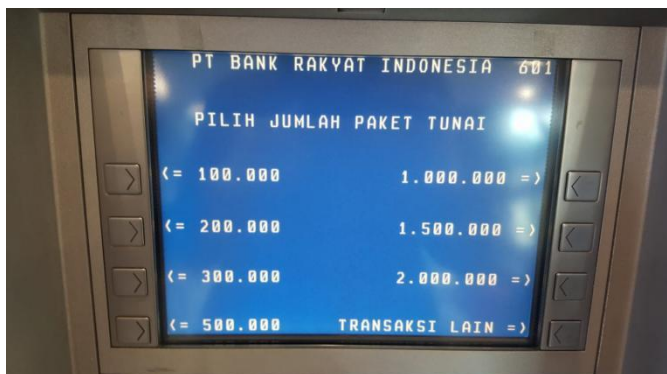 PT BANK RAKYAT INDONESIA 601
PILIH JUMLAH PAKET TUNAI
<= 100.000 1.000.000 =>
<= 200.000 1.500.000 =>
<= 300.000 2.000.000 =>
<= 500.000 TRANSAKSI LAIN =>